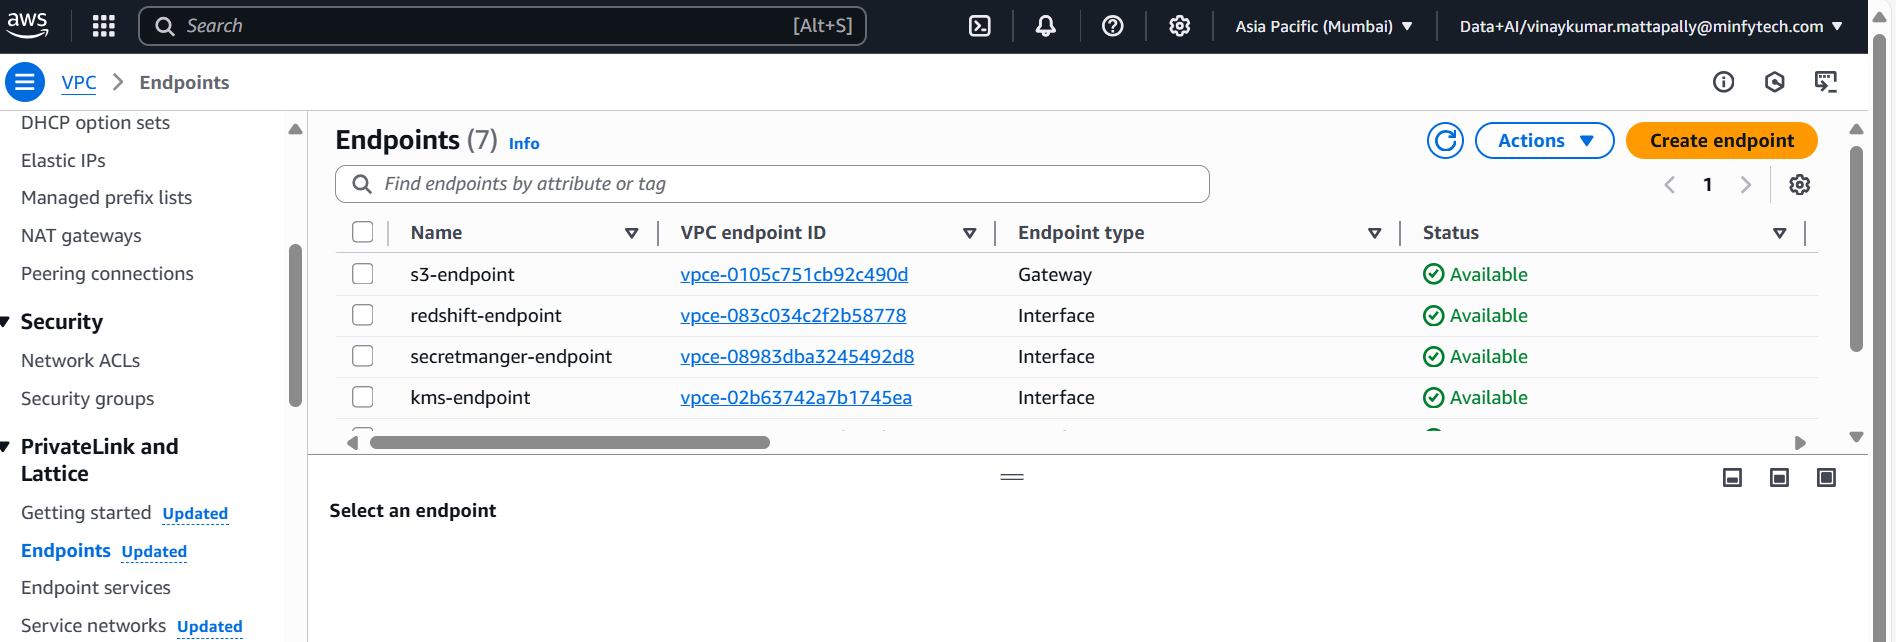 aws
Search [Alt+S]
Asia Pacific (Mumbai)
Data+AI/vinaykumar.mattapally@minfytech.com
VPC
Endpoints
DHCP option sets
Elastic IPs
Managed prefix lists
NAT gateways
Peering connections
Security
Network ACLs
Security groups
PrivateLink and
Lattice
Getting started Updated
Endpoints Updated
Endpoint services
Service networks Updated
Endpoints (7) Info
Actions
Create endpoint
Find endpoints by attribute or tag
1
Name VPC endpoint ID Endpoint type Status
s3-endpoint vpce-0105c751cb92c490d Gateway Available
redshift-endpoint vpce-083c034c2f2b58778 Interface Available
secretmanger-endpoint vpce-08983dba3245492d8 Interface Available
kms-endpoint vpce-02b63742a7b1745ea Interface Available
Select an endpoint